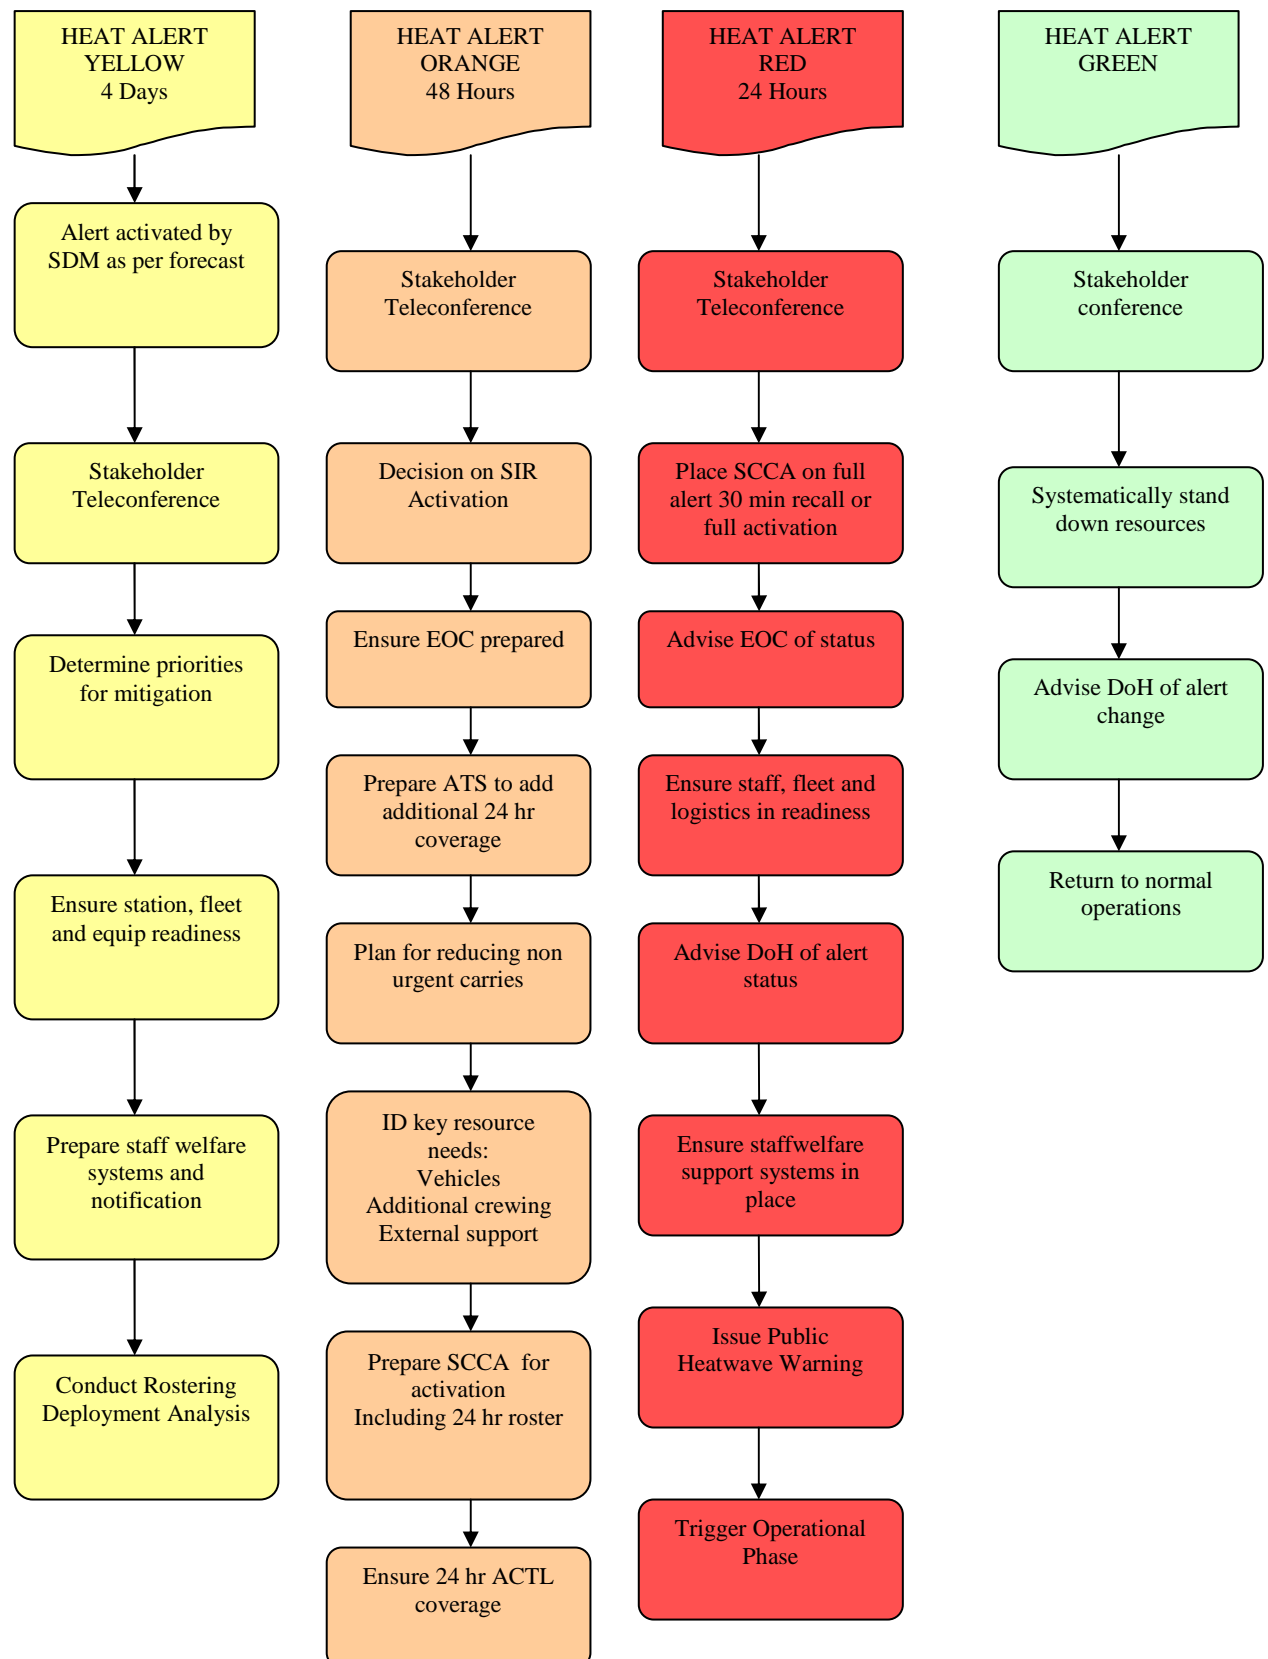 HEAT ALERT
YELLOW
4 Days
Alert activated by
SDM as per forecast
Stakeholder
Teleconference
Determine priorities
for mitigation
Ensure station, fleet
and equip readiness
Prepare staff welfare
systems and
notification
Conduct Rostering
Deployment Analysis
HEAT ALERT
ORANGE
48 Hours
Stakeholder
Teleconference
Decision on SIR
Activation
Ensure EOC prepared
Prepare ATS to add
additional 24 hr
coverage
Plan for reducing non
urgent carries
ID key resource
needs:
Vehicles
Additional crewing
External support
Prepare SCCA for
activation
Including 24 hr roster
Ensure 24 hr ACTL
coverage
HEAT ALERT
RED
24 Hours
Stakeholder
Teleconference
Place SCCA on full
alert 30 min recall or
full activation
Advise EOC of status
Ensure staff, fleet and
logistics in readiness
Advise DoH of alert
status
Ensure staffwelfare
support systems in
place
Issue Public
Heatwave Warning
Trigger Operational
Phase
HEAT ALERT
GREEN
Stakeholder
conference
Systematically stand
down resources
Advise DoH of alert
change
Return to normal
operations